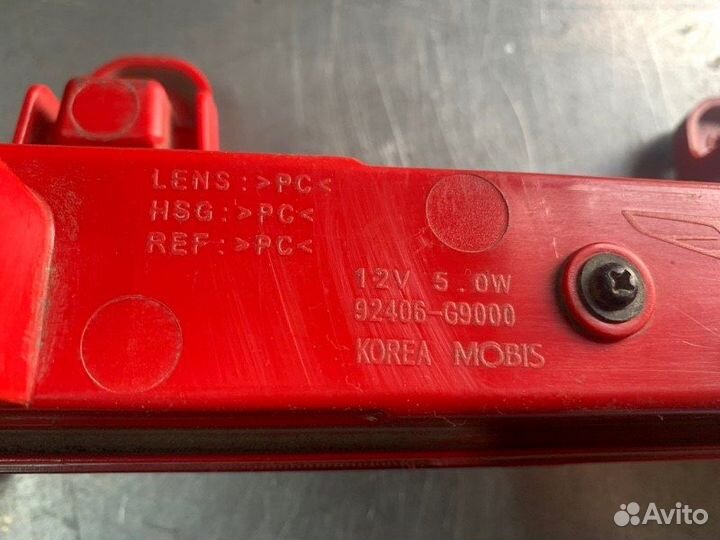 LENS:>PC<
HSG:>PC<
REF:>PC<
12V 5.0W
92406-G9000
KOREA MOBIS
Avito